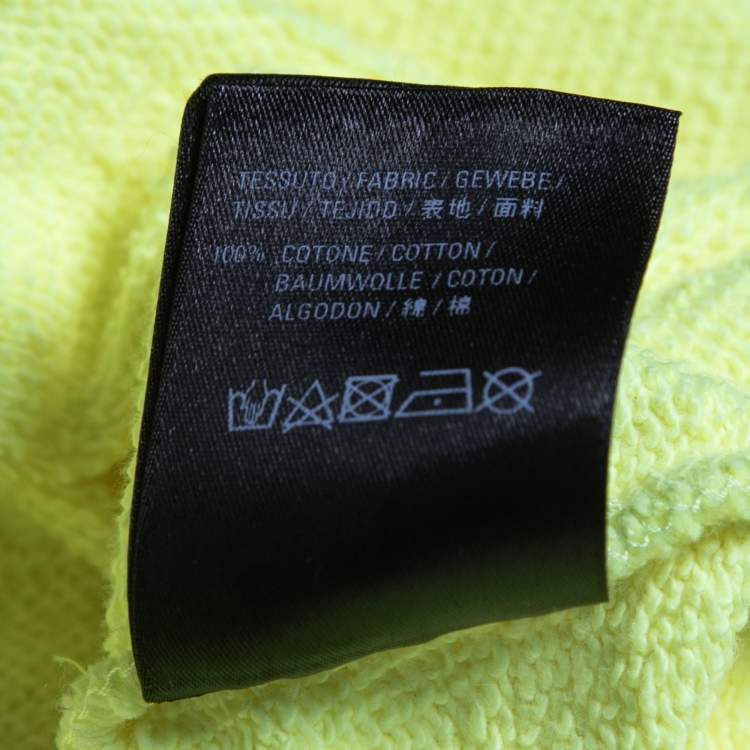 TESSUTO / FABRIC / GEWEBE /
TISSU / TEJIDO / 表地 / 面料
100% COTONE / COTTON /
BAUMWOLLE / COTON /
ALGODON / 綿 / 棉